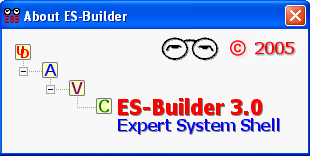 About ES-Builder
© 2005
A
V
C
ES-Builder 3.0
Expert System Shell